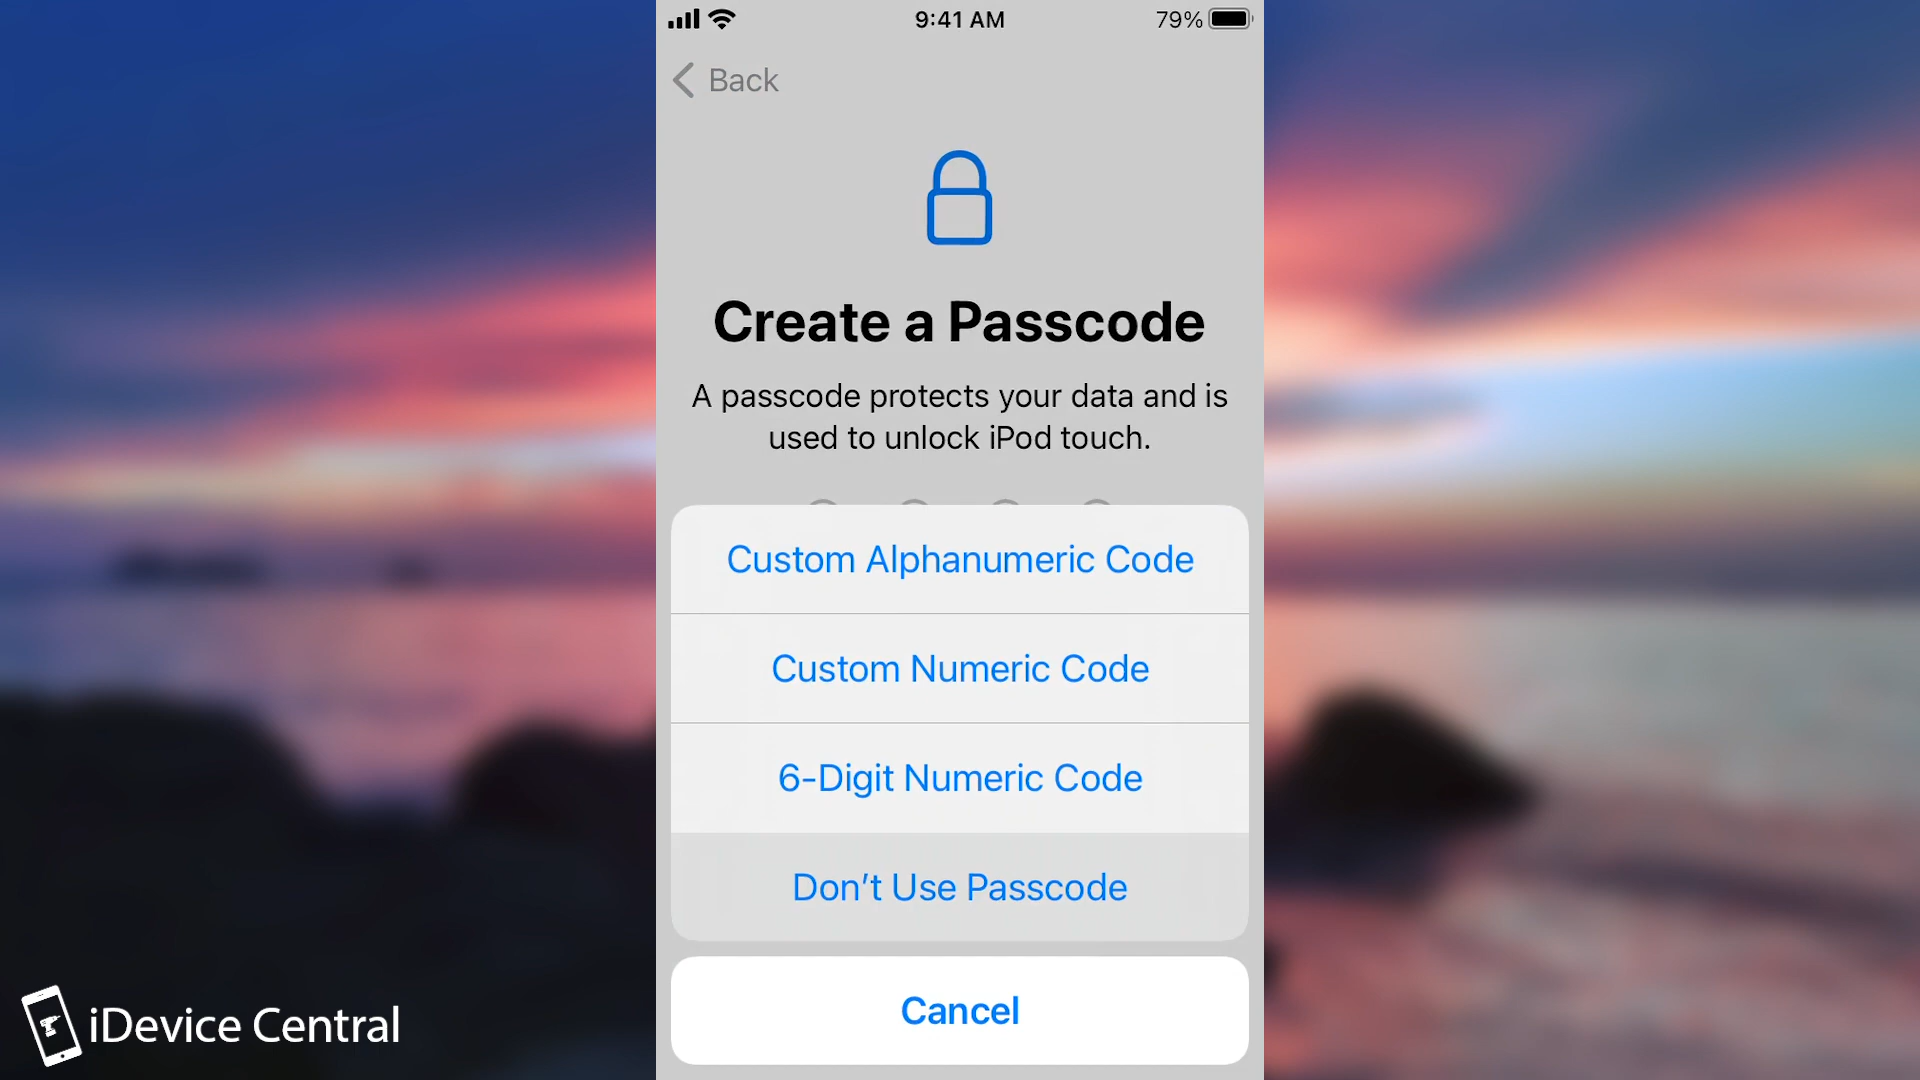 9:41 AM
79%
Back
Create a Passcode
A passcode protects your data and is
used to unlock iPod touch.
Custom Alphanumeric Code
Custom Numeric Code
6-Digit Numeric Code
Don’t Use Passcode
Cancel
iDevice Central